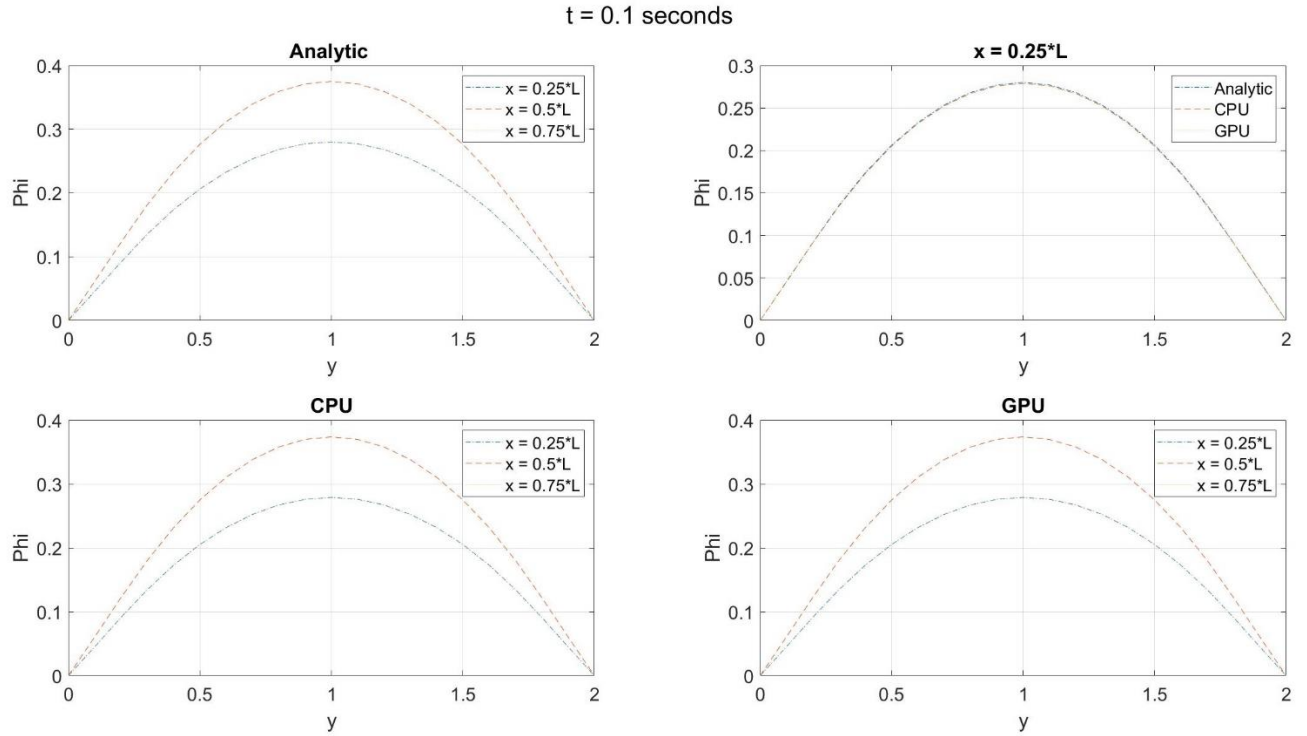 t = 0.1 seconds
Analytic
0.4
0.3
0.2
0.1
0
Phi
0
0.5
1
1.5
2
y
x = 0.25*L
x = 0.5*L
x = 0.75*L
x = 0.25*L
0.3
0.25
0.2
0.15
0.1
0.05
0
Phi
0
0.5
1
1.5
2
y
Analytic
CPU
GPU
CPU
0.4
0.3
0.2
0.1
0
Phi
0
0.5
1
1.5
2
y
x = 0.25*L
x = 0.5*L
x = 0.75*L
GPU
0.4
0.3
0.2
0.1
0
Phi
0
0.5
1
1.5
2
y
x = 0.25*L
x = 0.5*L
x = 0.75*L